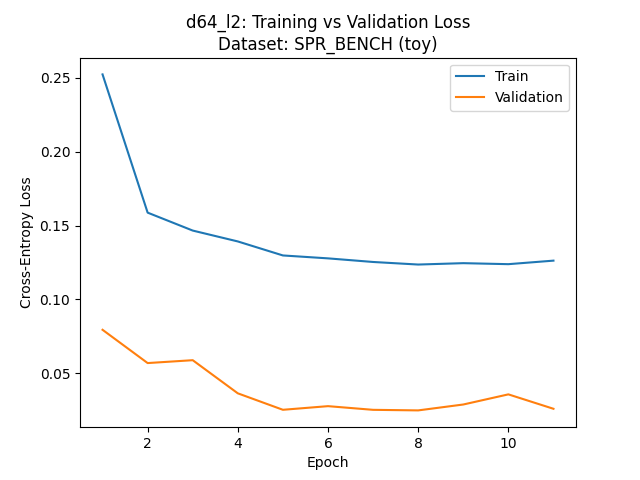 d64_l2: Training vs Validation Loss
Dataset: SPR_BENCH (toy)
Train
Validation
Cross-Entropy Loss
0.25
0.20
0.15
0.10
0.05
2
4
6
8
10
Epoch